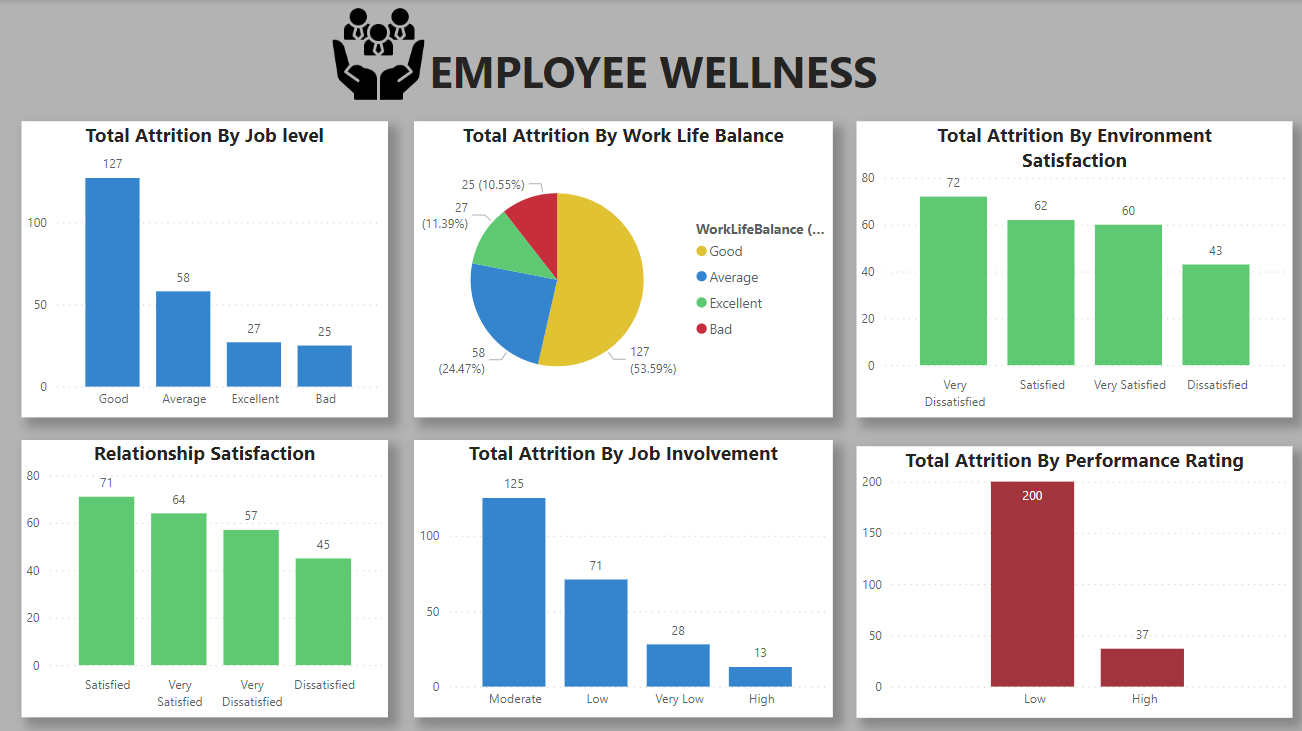 EMPLOYEE WELLNESS
Total Attrition By Job level
127
58
27
25
100
50
0
Good
Average
Excellent
Bad
Total Attrition By Work Life Balance
25 (10.55%)
27
(11.39%)
58
(24.47%)
127
(53.59%)
WorkLifeBalance (...
Good
Average
Excellent
Bad
Total Attrition By Environment
Satisfaction
80
60
40
20
0
72
62
60
43
Very
Dissatisfied
Satisfied
Very Satisfied
Dissatisfied
Relationship Satisfaction
80
60
40
20
0
71
64
57
45
Satisfied
Very
Satisfied
Very
Dissatisfied
Dissatisfied
Total Attrition By Job Involvement
100
50
0
125
71
28
13
Moderate
Low
Very Low
High
Total Attrition By Performance Rating
200
150
100
50
0
200
37
Low
High